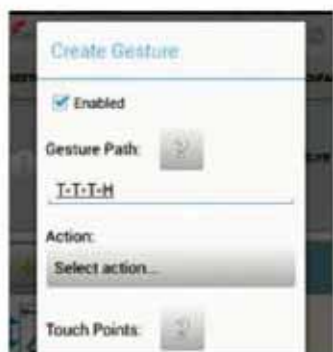 Create Gesture
Enabled
Gesture Path:
T-T-T-H
Action:
Select action...
Touch Points: